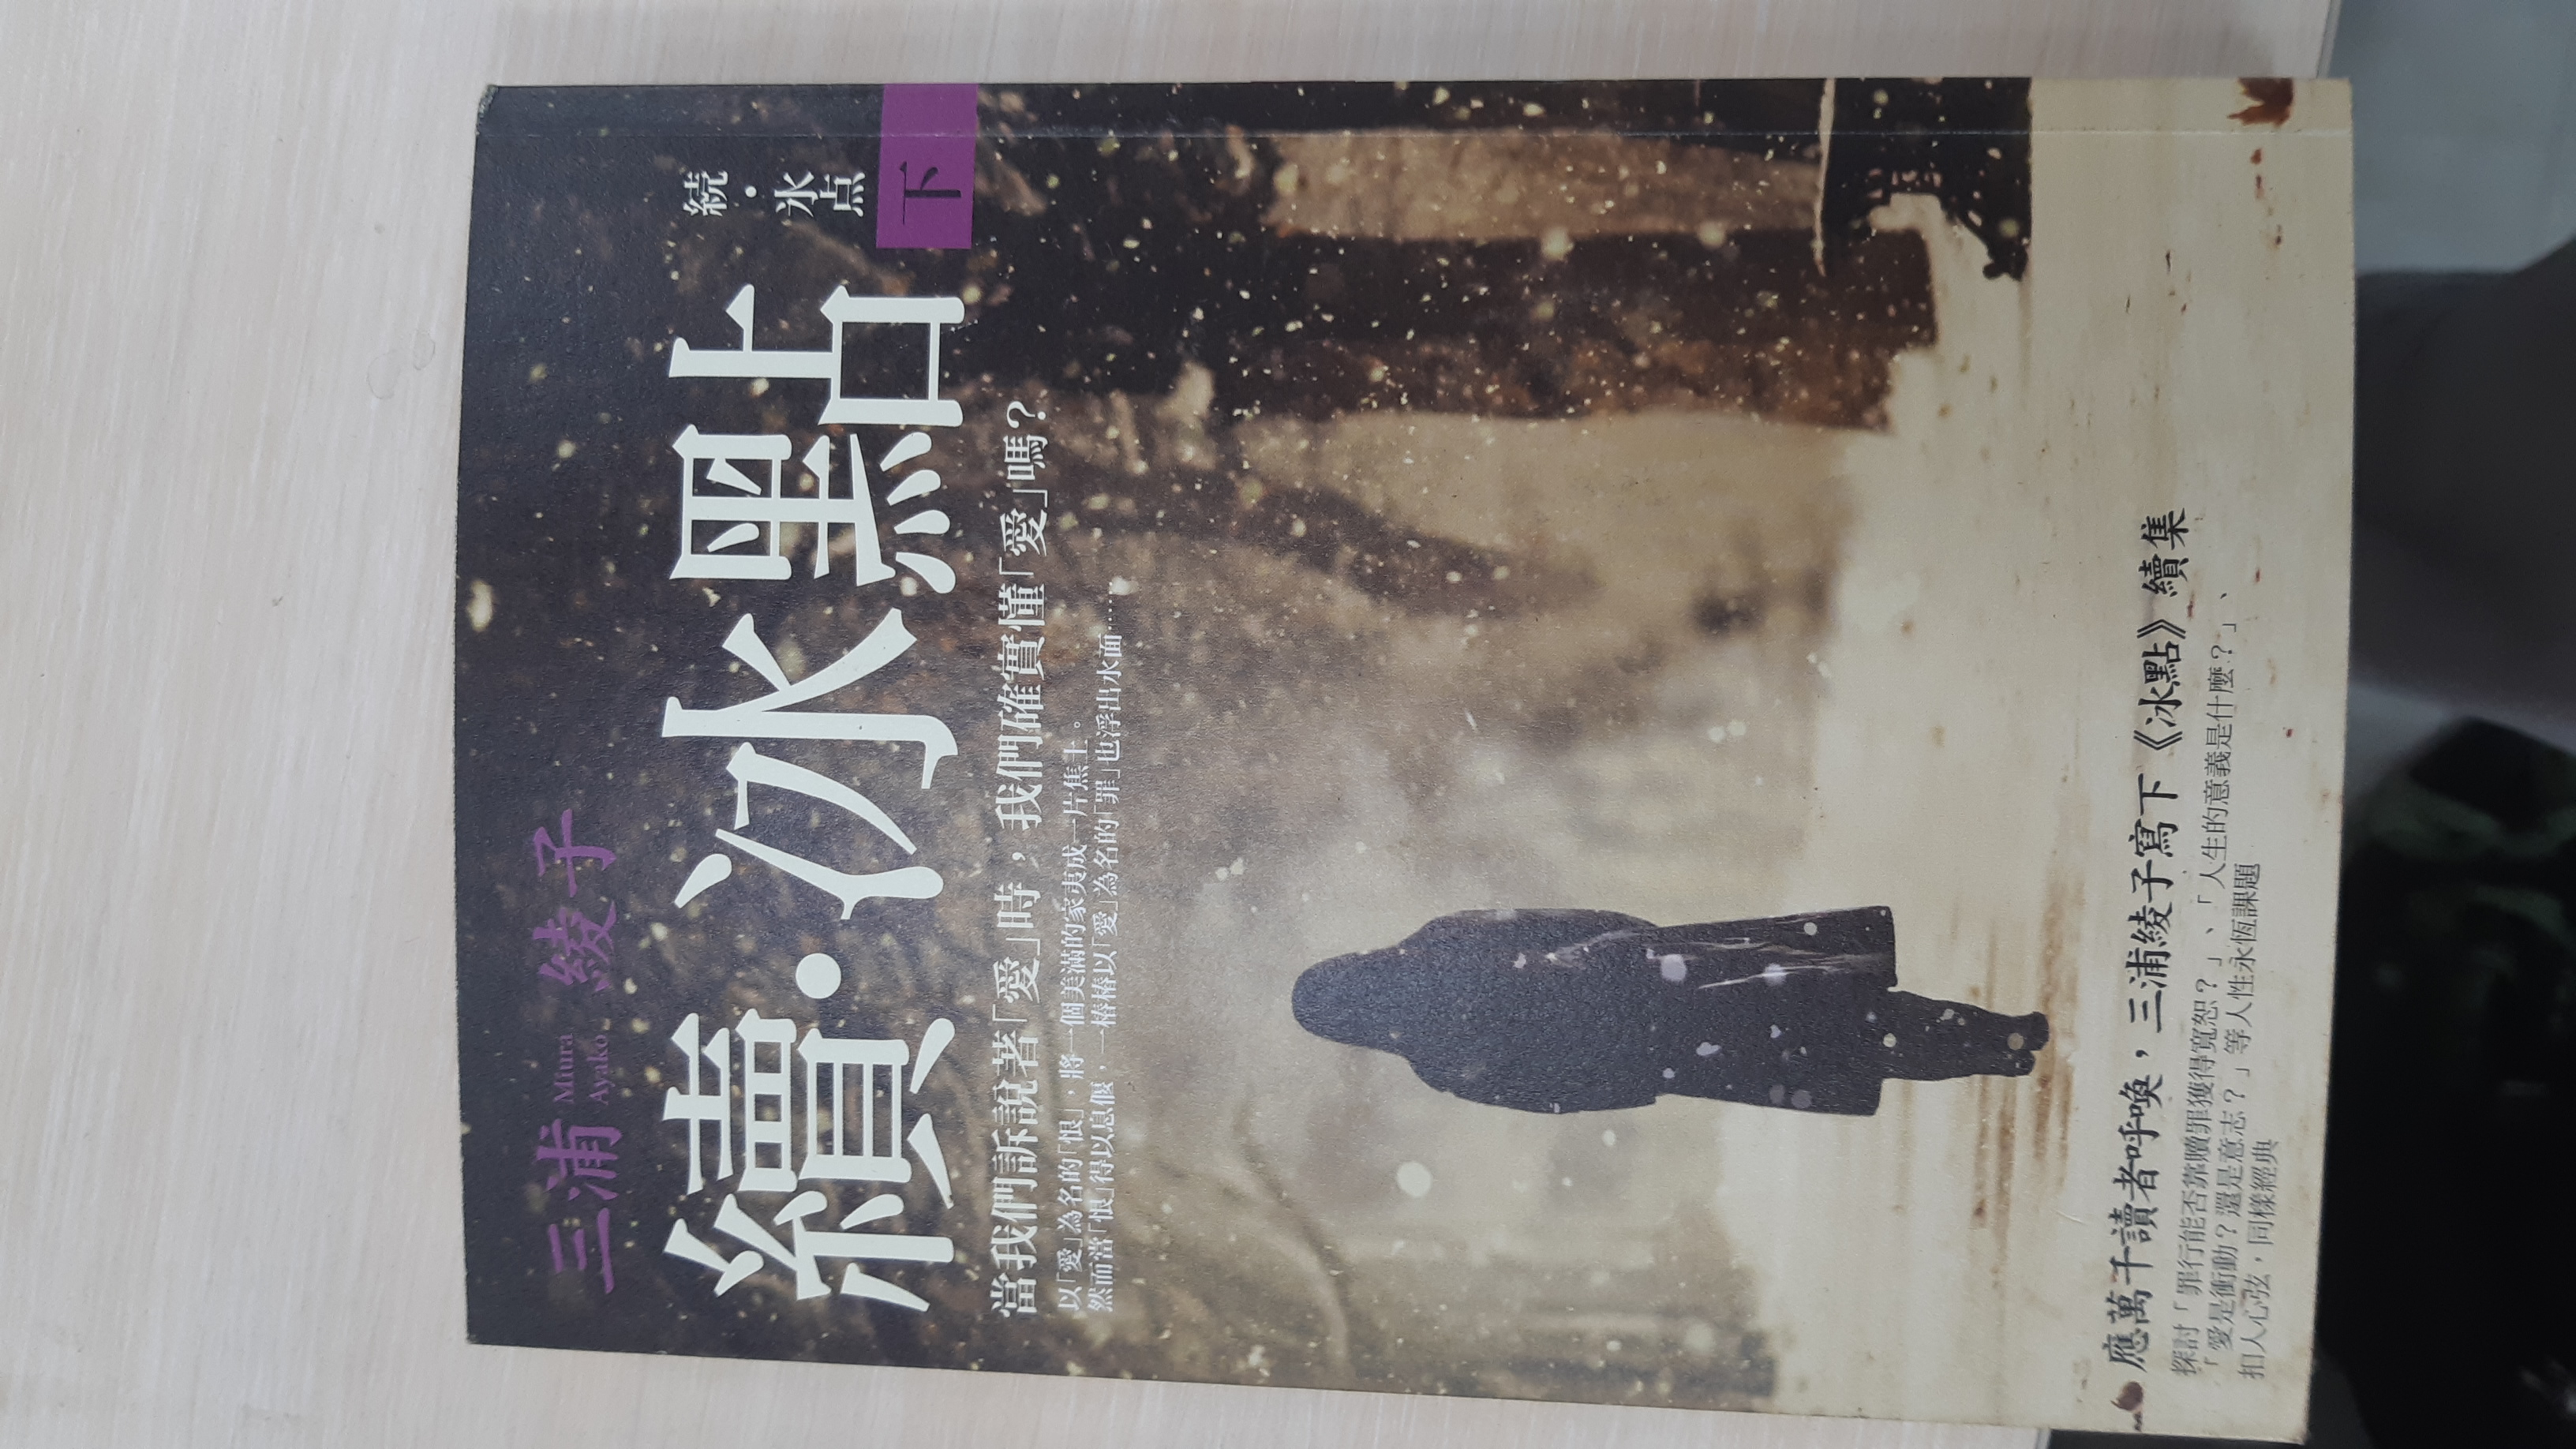 三浦 Miura Ayako 綾子
續・冰點
続・氷点
下
當我們訴說著「愛」時，我們確實懂「愛」嗎？
以「愛」為名的「恨」，將一個美滿的家夷成一片焦土。
然而當「恨」得以息偃，一樁樁以「愛」為名的「罪」也浮出水面⋯⋯
應萬千讀者呼喚，三浦綾子寫下《冰點》續集
探討「罪行能否靠贖罪獲得寬恕？」、「人生的意義是什麼？」、
「愛是衝動？還是意志？」等人性永恆課題
扣人心弦，同樣經典